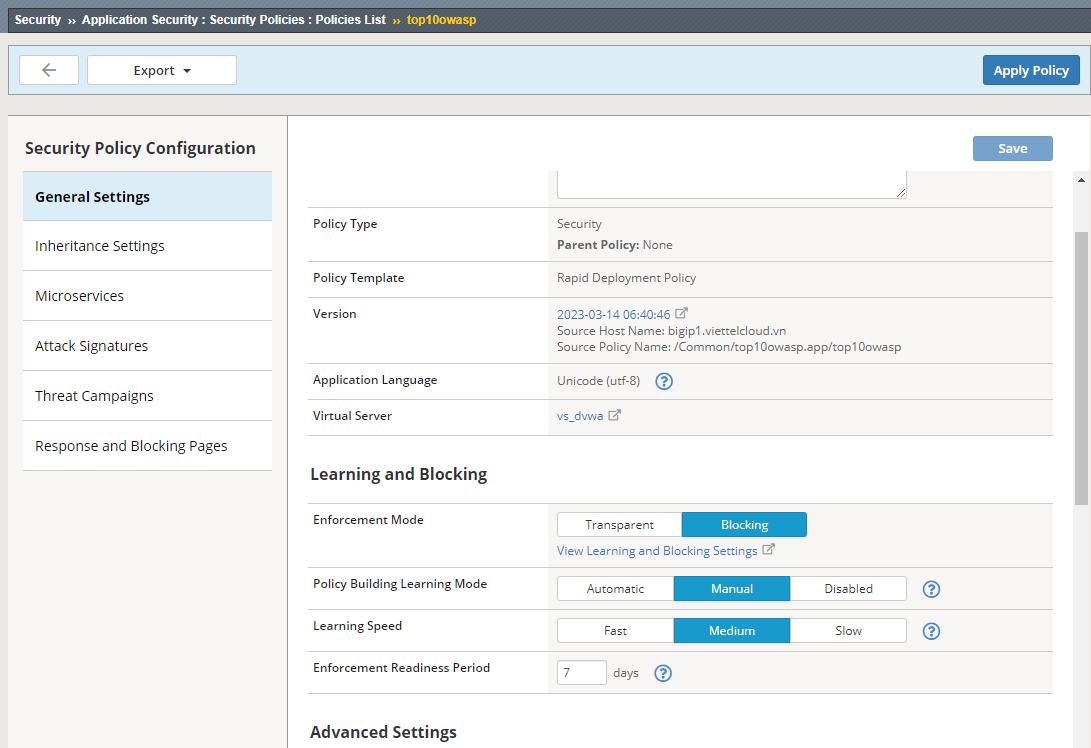 Security ›› Application Security : Security Policies : Policies List ›› top10owasp
Export
Apply Policy
Security Policy Configuration
General Settings
Inheritance Settings
Microservices
Attack Signatures
Threat Campaigns
Response and Blocking Pages
Save
Policy Type
Security
Parent Policy: None
Policy Template
Rapid Deployment Policy
Version
2023-03-14 06:40:46
Source Host Name: bigip1.viettelcloud.vn
Source Policy Name: /Common/top10owasp.app/top10owasp
Application Language
Unicode (utf-8) ?
Virtual Server
vs_dvwa
Learning and Blocking
Enforcement Mode
Transparent Blocking
View Learning and Blocking Settings
Policy Building Learning Mode
Automatic Manual Disabled ?
Learning Speed
Fast Medium Slow ?
Enforcement Readiness Period
7 days ?
Advanced Settings